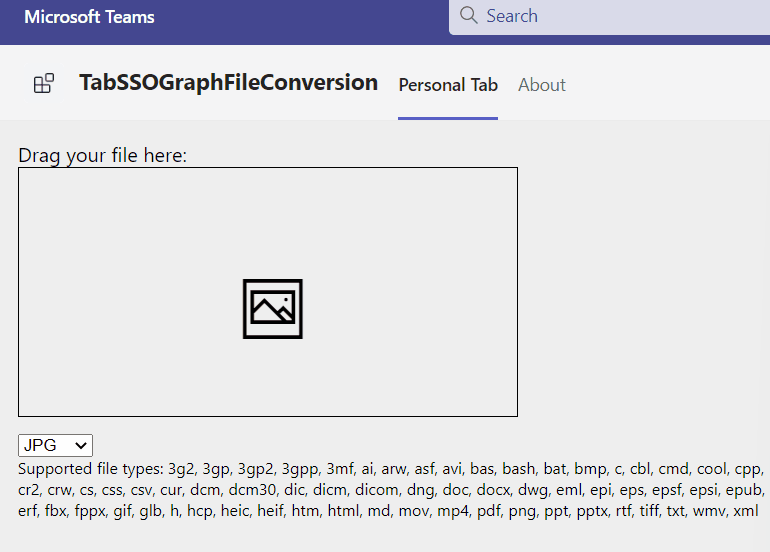 Microsoft Teams
Search
TabSSOGraphFileConversion Personal Tab About
Drag your file here:
JPG
Supported file types: 3g2, 3gp, 3gp2, 3gpp, 3mf, ai, arw, asf, avi, bas, bash, bat, bmp, c, cbl, cmd, cool, cpp,
cr2, crw, cs, css, csv, cur, dcm, dcm30, dic, dicm, dicom, dng, doc, docx, dwg, eml, epi, eps, epsf, epsi, epub,
erf, fbx, fppx, gif, glb, h, hcp, heic, heif, htm, html, md, mov, mp4, pdf, png, ppt, pptx, rtf, tiff, txt, wmv, xml